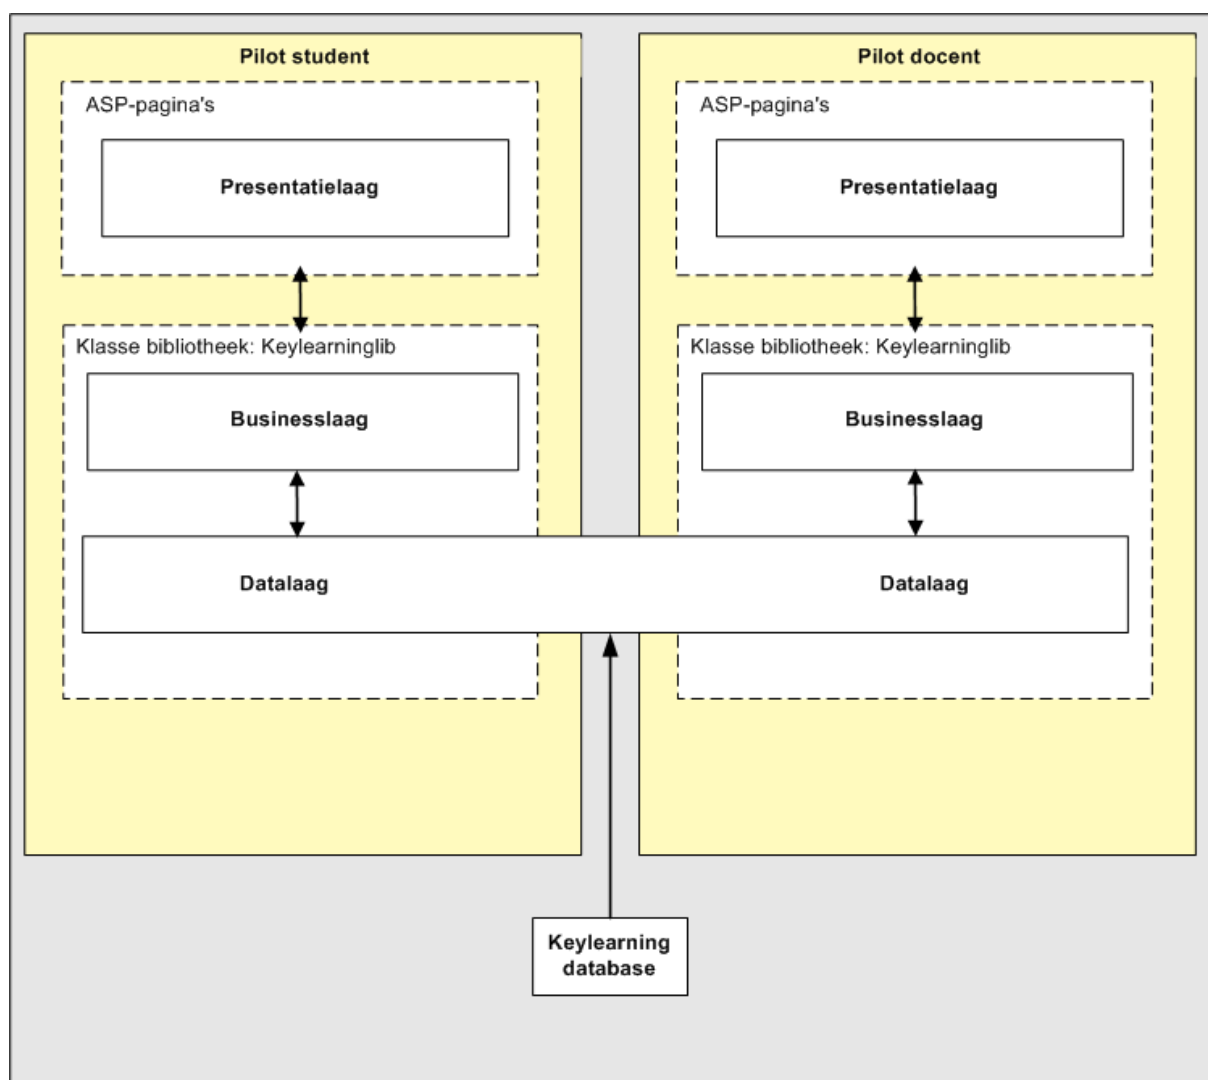 Pilot student
ASP-pagina's
Presentatielaag
Klasse bibliotheek: Keylearninglib
Businesslaag
Datalaag
Pilot docent
ASP-pagina's
Presentatielaag
Klasse bibliotheek: Keylearninglib
Businesslaag
Datalaag
Keylearning
database